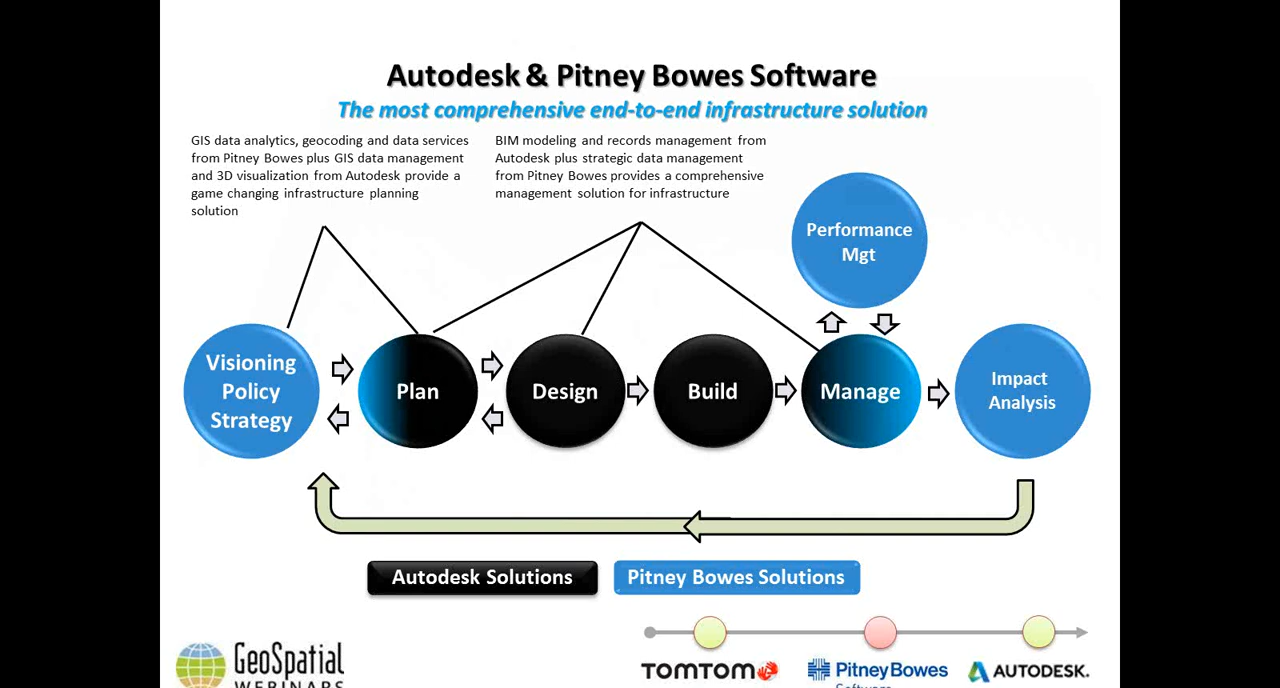 Autodesk & Pitney Bowes Software
The most comprehensive end-to-end infrastructure solution
GIS data analytics, geocoding and data services
from Pitney Bowes plus GIS data management
and 3D visualization from Autodesk provide a
game changing infrastructure planning
solution
BIM modeling and records management from
Autodesk plus strategic data management
from Pitney Bowes provides a comprehensive
management solution for infrastructure
Performance
Mgt
Visioning
Policy
Strategy
Plan
Design
Build
Manage
Impact
Analysis
Autodesk Solutions
Pitney Bowes Solutions
GeoSpatial
WEBINARS
TOMTOM
PitneyBowes
Software
AUTODESK.